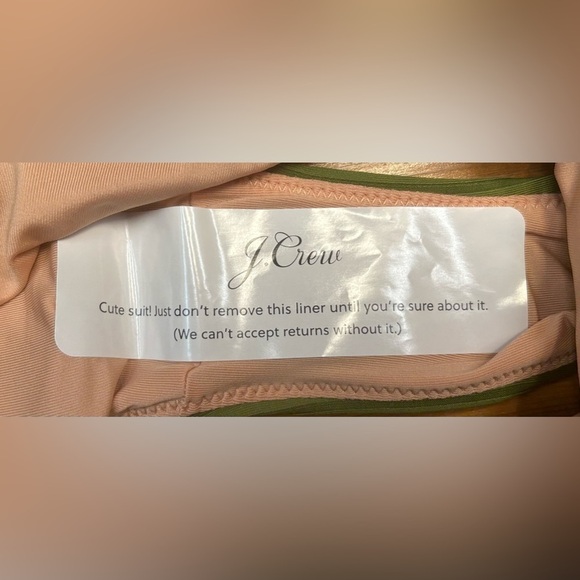 J.Crew
Cute suit! Just don't remove this liner until you're sure about it.
(We can't accept returns without it.)